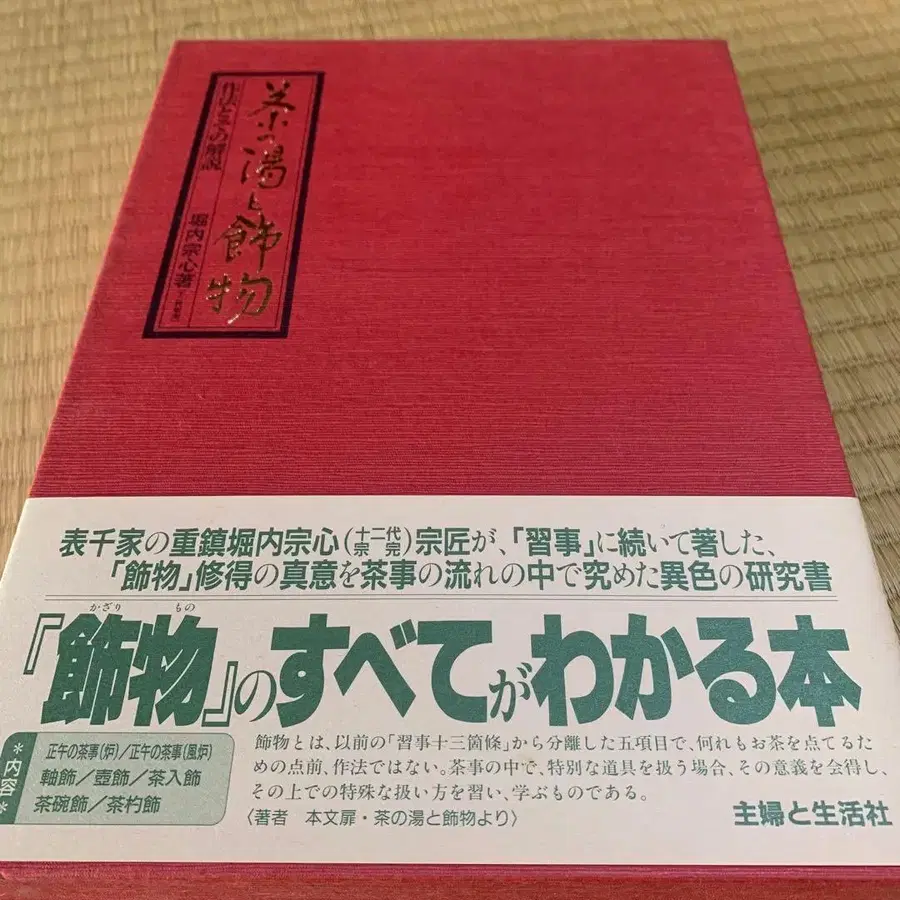 茶の湯と飾物
作法とその解説
堀内宗心著
表千家の重鎮堀内宗心(十二代宗完)宗匠が、「習事」に続いて著した、
「飾物」修得の真意を茶事の流れの中で究めた異色の研究書
かざり もの
『飾物』のすべてがわかる本
*内容*
正午の茶事(炉)/正午の茶事(風炉)
軸飾/壺飾/茶入飾
茶碗飾/茶杓飾
飾物とは、以前の「習事十三箇條」から分離した五項目で、何れもお茶を点てるた
めの点前、作法ではない。茶事の中で、特別な道具を扱う場合、その意義を会得し、
その上での特殊な扱い方を習い、学ぶものである。
〈著者 本文扉・茶の湯と飾物より〉
主婦と生活社